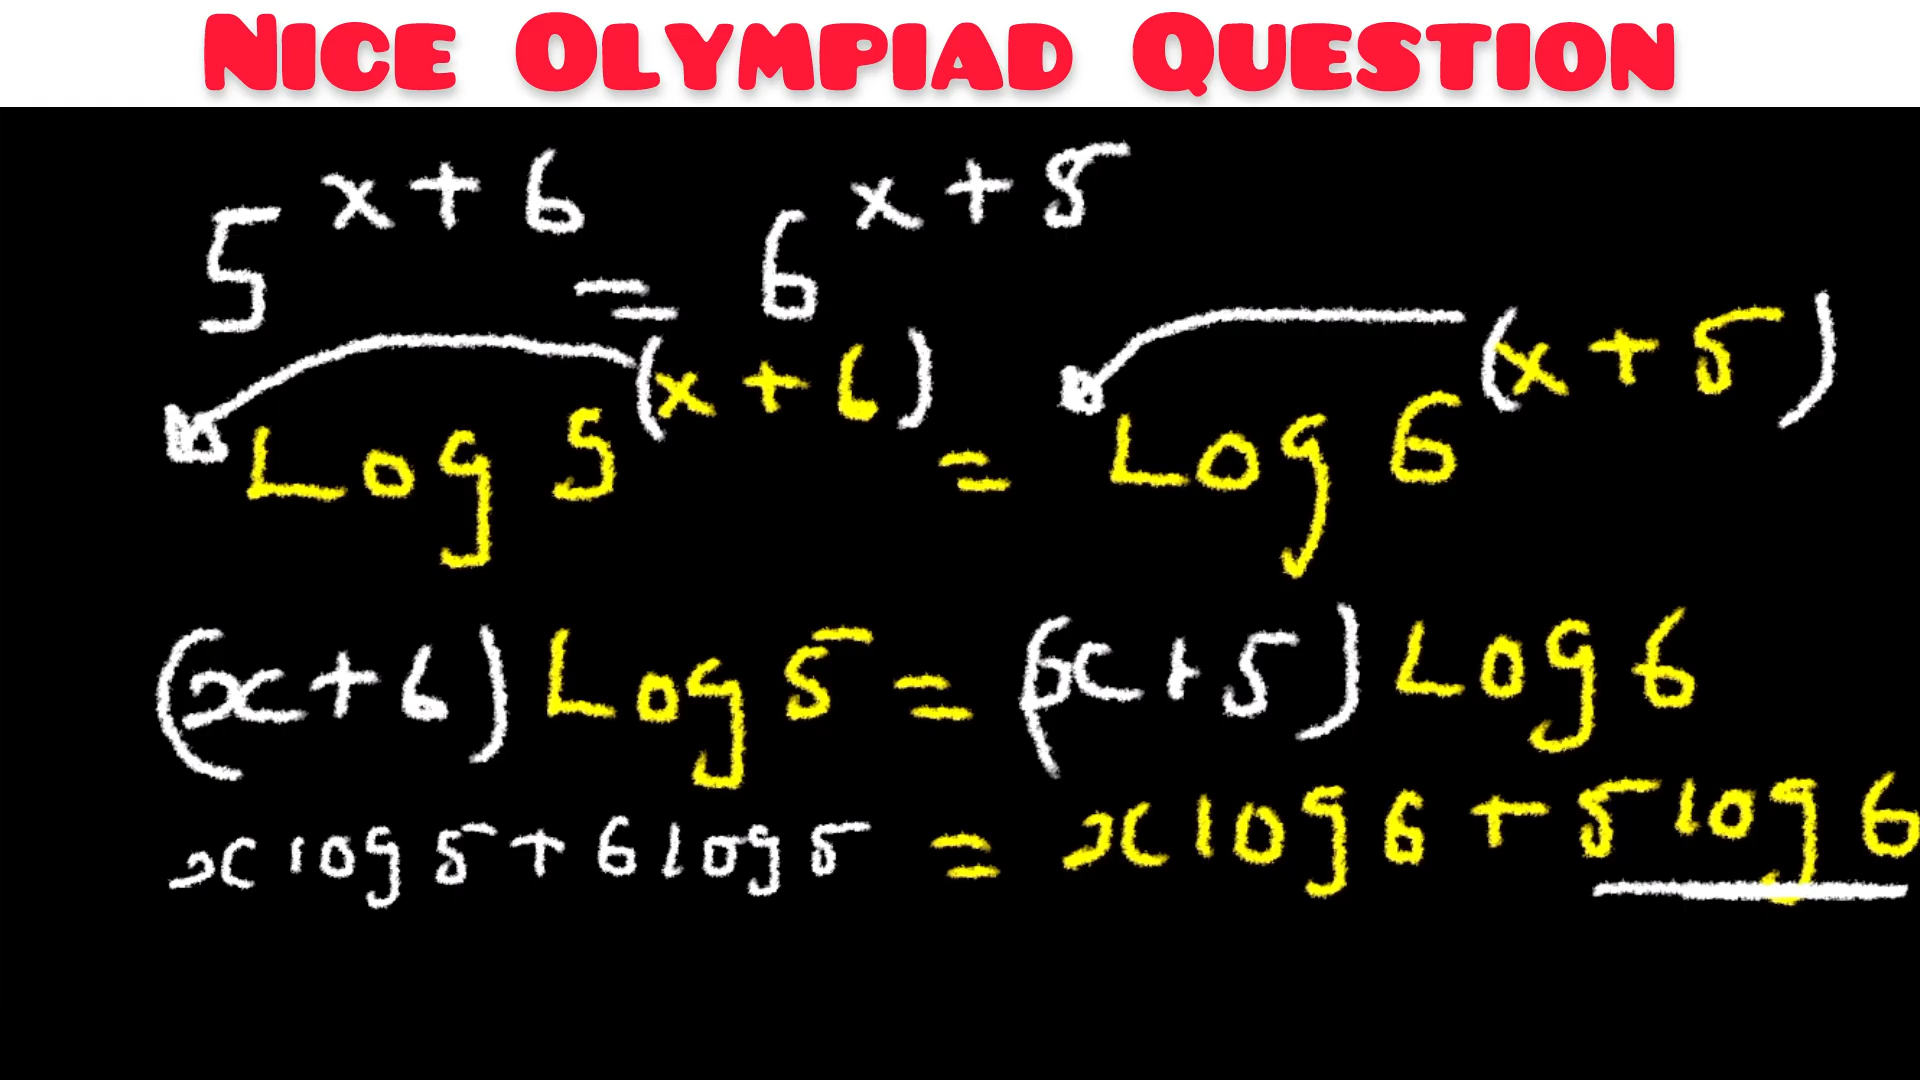 NICE OLYMPIAD QUESTION
5^{x+6} = 6^{x+5}
Log 5^{(x+6)} = Log 6^{(x+5)}
(x+6) Log 5 = (x+5) Log 6
x log 5 + 6 log 5 = x log 6 + 5 log 6